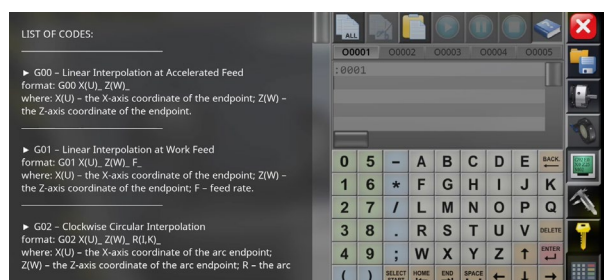 LIST OF CODES:
► G00 – Linear Interpolation at Accelerated Feed
format: G00 X(U)_ Z(W)_
where: X(U) – the X-axis coordinate of the endpoint; Z(W) –
the Z-axis coordinate of the endpoint.
► G01 – Linear Interpolation at Work Feed
format: G01 X(U)_ Z(W)_ F_
where: X(U) – the X-axis coordinate of the endpoint; Z(W) –
the Z-axis coordinate of the endpoint; F – feed rate.
► G02 – Clockwise Circular Interpolation
format: G02 X(U)_ Z(W)_ R(I,K)_
where: X(U) – the X-axis coordinate of the arc endpoint;
Z(W) – the Z-axis coordinate of the arc endpoint; R – the arc
ALL
O0001 O0002 O0003 O0004 O0005
:0001
0 5 – A B C D E BACK.
1 6 * F G H I J K
2 7 / L M N O P Q
3 8 . R S T U V DELETE
4 9 ; W X Y Z ↑ ENTER
( ) SELECT START HOME END SPACE ← ↓ →